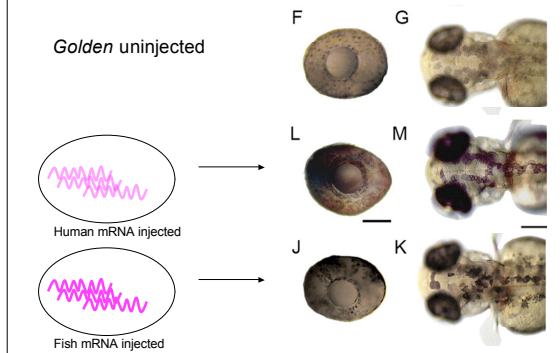 F G
Golden uninjected
L M
Human mRNA injected
J K
Fish mRNA injected